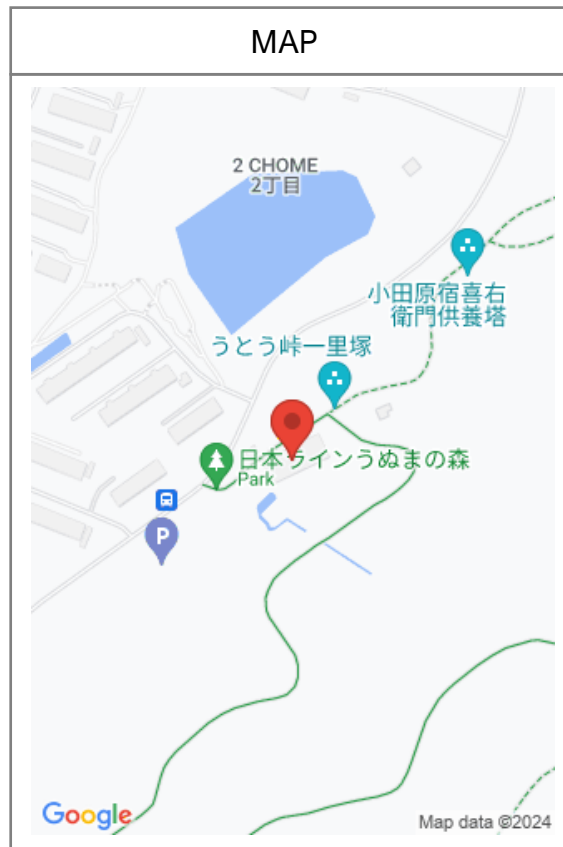 MAP
2 CHOME
2丁目
小田原宿喜右
衛門供養塔
うとう峠一里塚
日本ラインうぬまの森
Park
P
Google
Map data ©2024